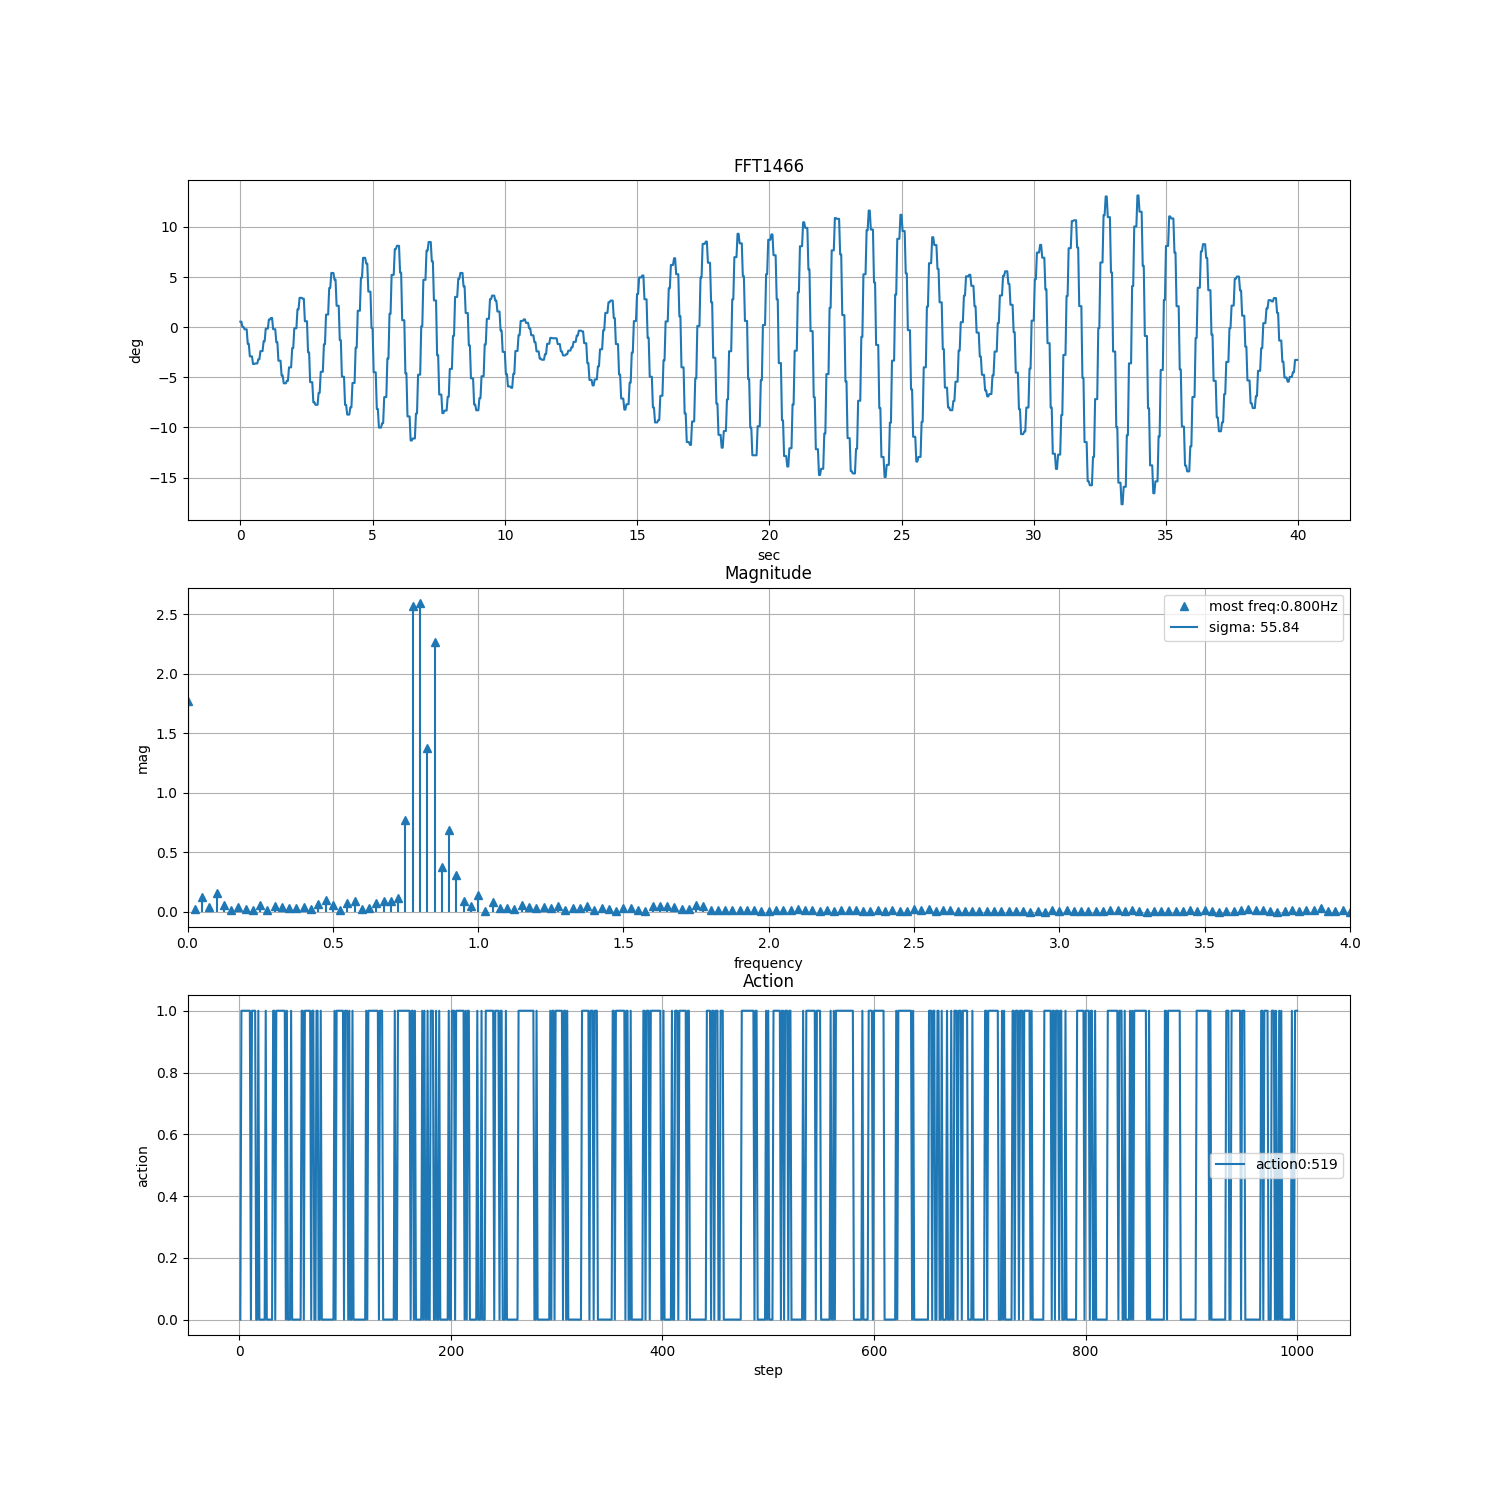 FFT1466
10
5
0
−5
−10
−15
deg
0 5 10 15 20 25 30 35 40
sec
Magnitude
most freq:0.800Hz
sigma: 55.84
2.5
2.0
1.5
1.0
0.5
0.0
mag
0.0 0.5 1.0 1.5 2.0 2.5 3.0 3.5 4.0
frequency
Action
1.0
0.8
0.6
0.4
0.2
0.0
action
action0:519
0 200 400 600 800 1000
step